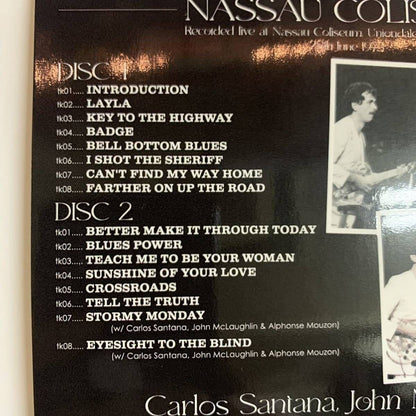 NASSAU COLIS
Recorded live at Nassau Coliseum, Uniondale
June 1975
DISC 1
tk01..... INTRODUCTION
tk02..... LAYLA
tk03..... KEY TO THE HIGHWAY
tk04..... BADGE
tk05..... BELL BOTTOM BLUES
tk06..... I SHOT THE SHERIFF
tk07..... CAN'T FIND MY WAY HOME
tk08..... FARTHER ON UP THE ROAD
DISC 2
tk01..... BETTER MAKE IT THROUGH TODAY
tk02..... BLUES POWER
tk03..... TEACH ME TO BE YOUR WOMAN
tk04..... SUNSHINE OF YOUR LOVE
tk05..... CROSSROADS
tk06..... TELL THE TRUTH
tk07..... STORMY MONDAY
(w/ Carlos Santana, John McLaughlin & Alphonse Mouzon)
tk08..... EYESIGHT TO THE BLIND
(w/ Carlos Santana, John McLaughlin & Alphonse Mouzon)
Carlos Santana, John